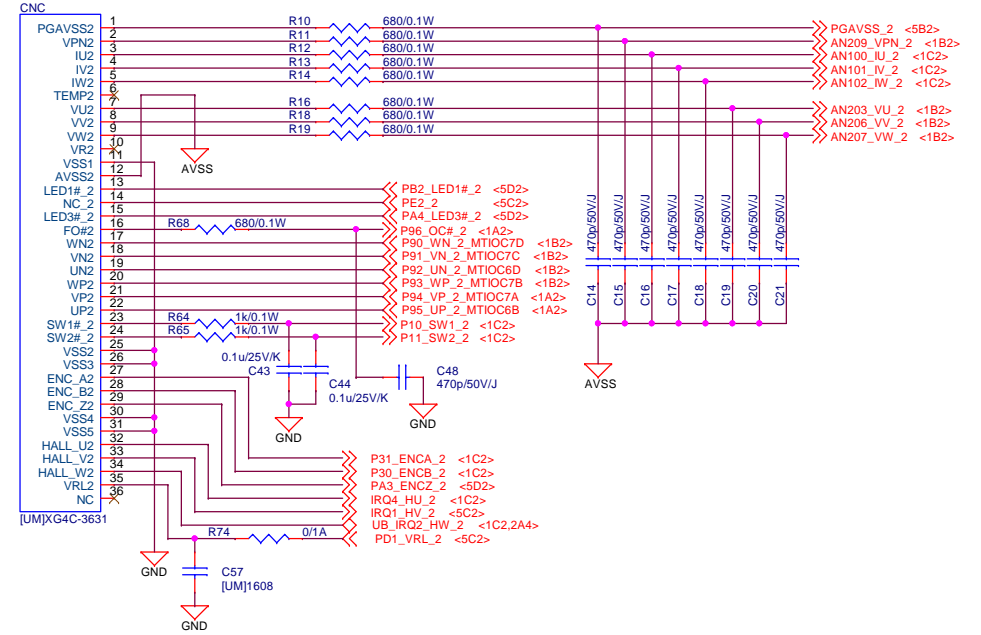 CNC
PGAVSS2 1 R10 680/0.1W PGAVSS_2 <5B2>
VPN2 2 R11 680/0.1W AN209_VPN_2 <1B2>
IU2 3 R12 680/0.1W AN100_IU_2 <1C2>
IV2 4 R13 680/0.1W AN101_IV_2 <1C2>
IW2 5 R14 680/0.1W AN102_IW_2 <1C2>
TEMP2 6
VU2 7 R16 680/0.1W AN203_VU_2 <1B2>
VV2 8 R18 680/0.1W AN206_VV_2 <1B2>
VW2 9 R19 680/0.1W AN207_VW_2 <1B2>
VR2 10
VSS1 11
AVSS2 12
AVSS
LED1#_2 13 PB2_LED1#_2 <5D2>
NC_2 14 PE2_2 <5C2>
LED3#_2 15 PA4_LED3#_2 <5D2>
FO#2 16 R68 680/0.1W P96_OC#_2 <1A2>
WN2 17 P90_WN_2_MTIOC7D <1B2>
VN2 18 P91_VN_2_MTIOC7C <1B2>
UN2 19 P92_UN_2_MTIOC6D <1B2>
WP2 20 P93_WP_2_MTIOC7B <1B2>
VP2 21 P94_VP_2_MTIOC7A <1A2>
UP2 22 P95_UP_2_MTIOC6B <1A2>
SW1#_2 23 R64 1k/0.1W P10_SW1_2 <1C2>
SW2#_2 24 R65 1k/0.1W P11_SW2_2 <1C2>
VSS2 25
VSS3 26
ENC_A2 27
ENC_B2 28
ENC_Z2 29
VSS4 30
VSS5 31
HALL_U2 32
HALL_V2 33
HALL_W2 34
VRL2 35
NC 36
[UM]XG4C-3631
470p/50V/J 470p/50V/J 470p/50V/J 470p/50V/J 470p/50V/J 470p/50V/J 470p/50V/J 470p/50V/J
C14 C15 C16 C17 C18 C19 C20 C21
AVSS
0.1u/25V/K
C43
C44
0.1u/25V/K
GND
C48
470p/50V/J
GND
P31_ENCA_2 <1C2>
P30_ENCB_2 <1C2>
PA3_ENCZ_2 <5D2>
IRQ4_HU_2 <1C2>
IRQ1_HV_2 <5C2>
UB_IRQ2_HW_2 <1C2,2A4>
R74 0/1A PD1_VRL_2 <5C2>
GND
C57
[UM]1608
GND